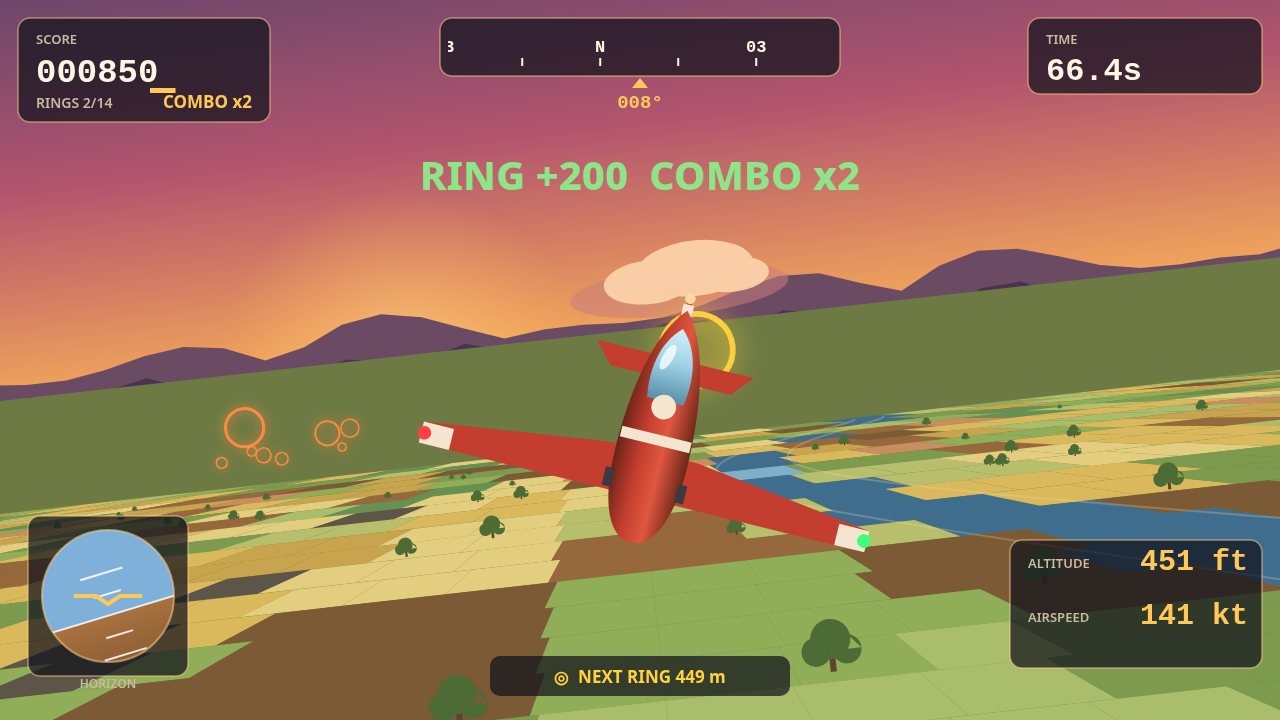 SCORE
000850
RINGS 2/14 COMBO x2
N 03
008°
TIME
66.4s
RING +200 COMBO x2
HORIZON
ALTITUDE 451 ft
AIRSPEED 141 kt
◎ NEXT RING 449 m